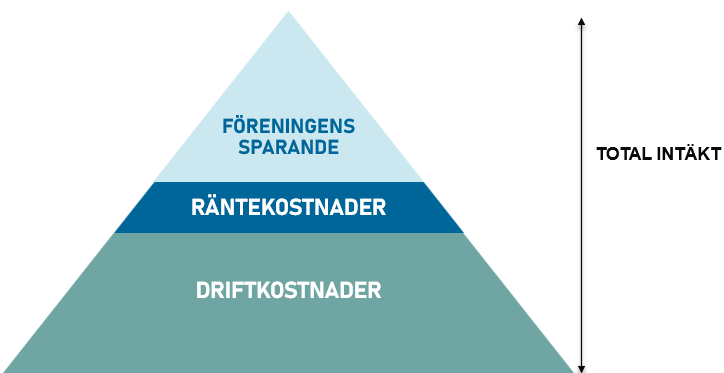 FÖRENINGENS
SPARANDE
TOTAL INTÄKT
RÄNTEKOSTNADER
DRIFTKOSTNADER